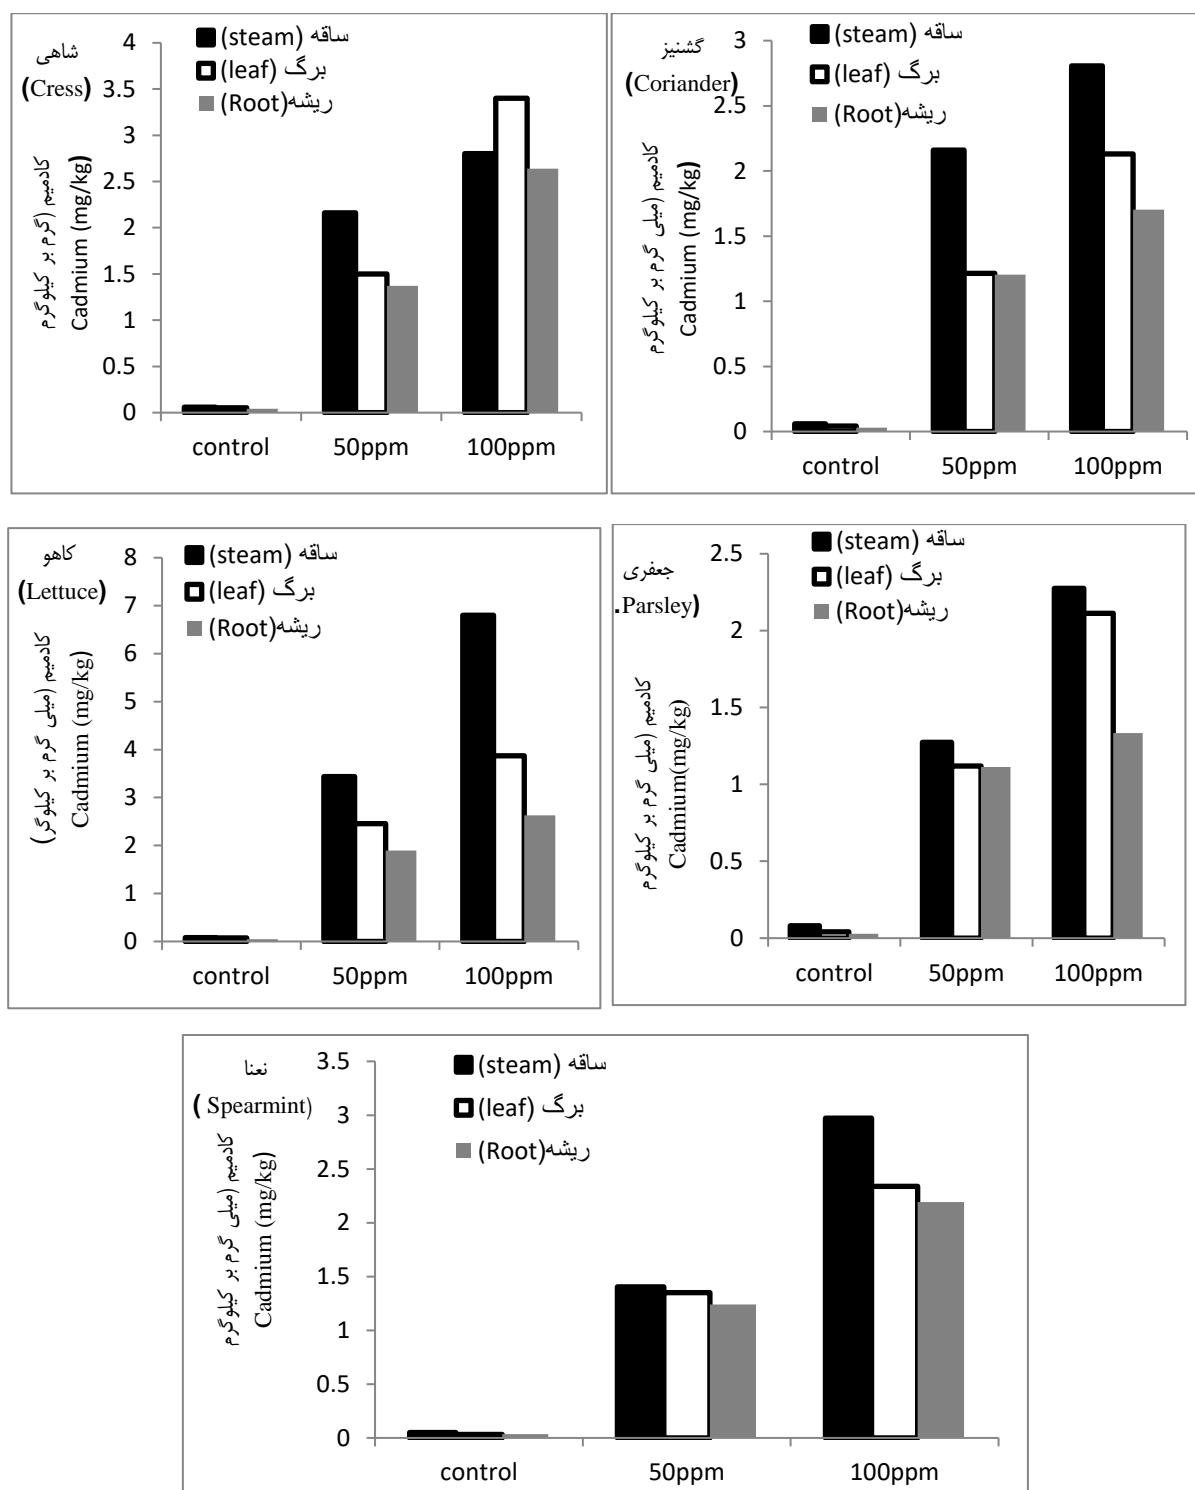 شاهی
(Cress)
کادمیم (گرم بر کیلوگرم
Cadmium (mg/kg)
ساقه (steam)
برگ (leaf)
ریشه(Root)
4
3.5
3
2.5
2
1.5
1
0.5
0
control 50ppm 100ppm
گشنیز
(Coriander)
کادمیم (میلی گرم بر کیلوگرم
Cadmium (mg/kg)
ساقه (steam)
برگ (leaf)
ریشه(Root)
3
2.5
2
1.5
1
0.5
0
control 50ppm 100ppm
کاهو
(Lettuce)
کادمیم (میلی گرم بر کیلوگر)
Cadmium (mg/kg)
ساقه (steam)
برگ (leaf)
ریشه(Root)
8
7
6
5
4
3
2
1
0
control 50ppm 100ppm
جعفری
.Parsley)
کادمیم (میلی گرم بر کیلوگرم
Cadmium(mg/kg)
ساقه (steam)
برگ (leaf)
ریشه(Root)
2.5
2
1.5
1
0.5
0
control 50ppm 100ppm
نعنا
( Spearmint)
کادمیم (میلی گرم بر کیلوگرم
Cadmium (mg/kg)
ساقه (steam)
برگ (leaf)
ریشه(Root)
3.5
3
2.5
2
1.5
1
0.5
0
control 50ppm 100ppm